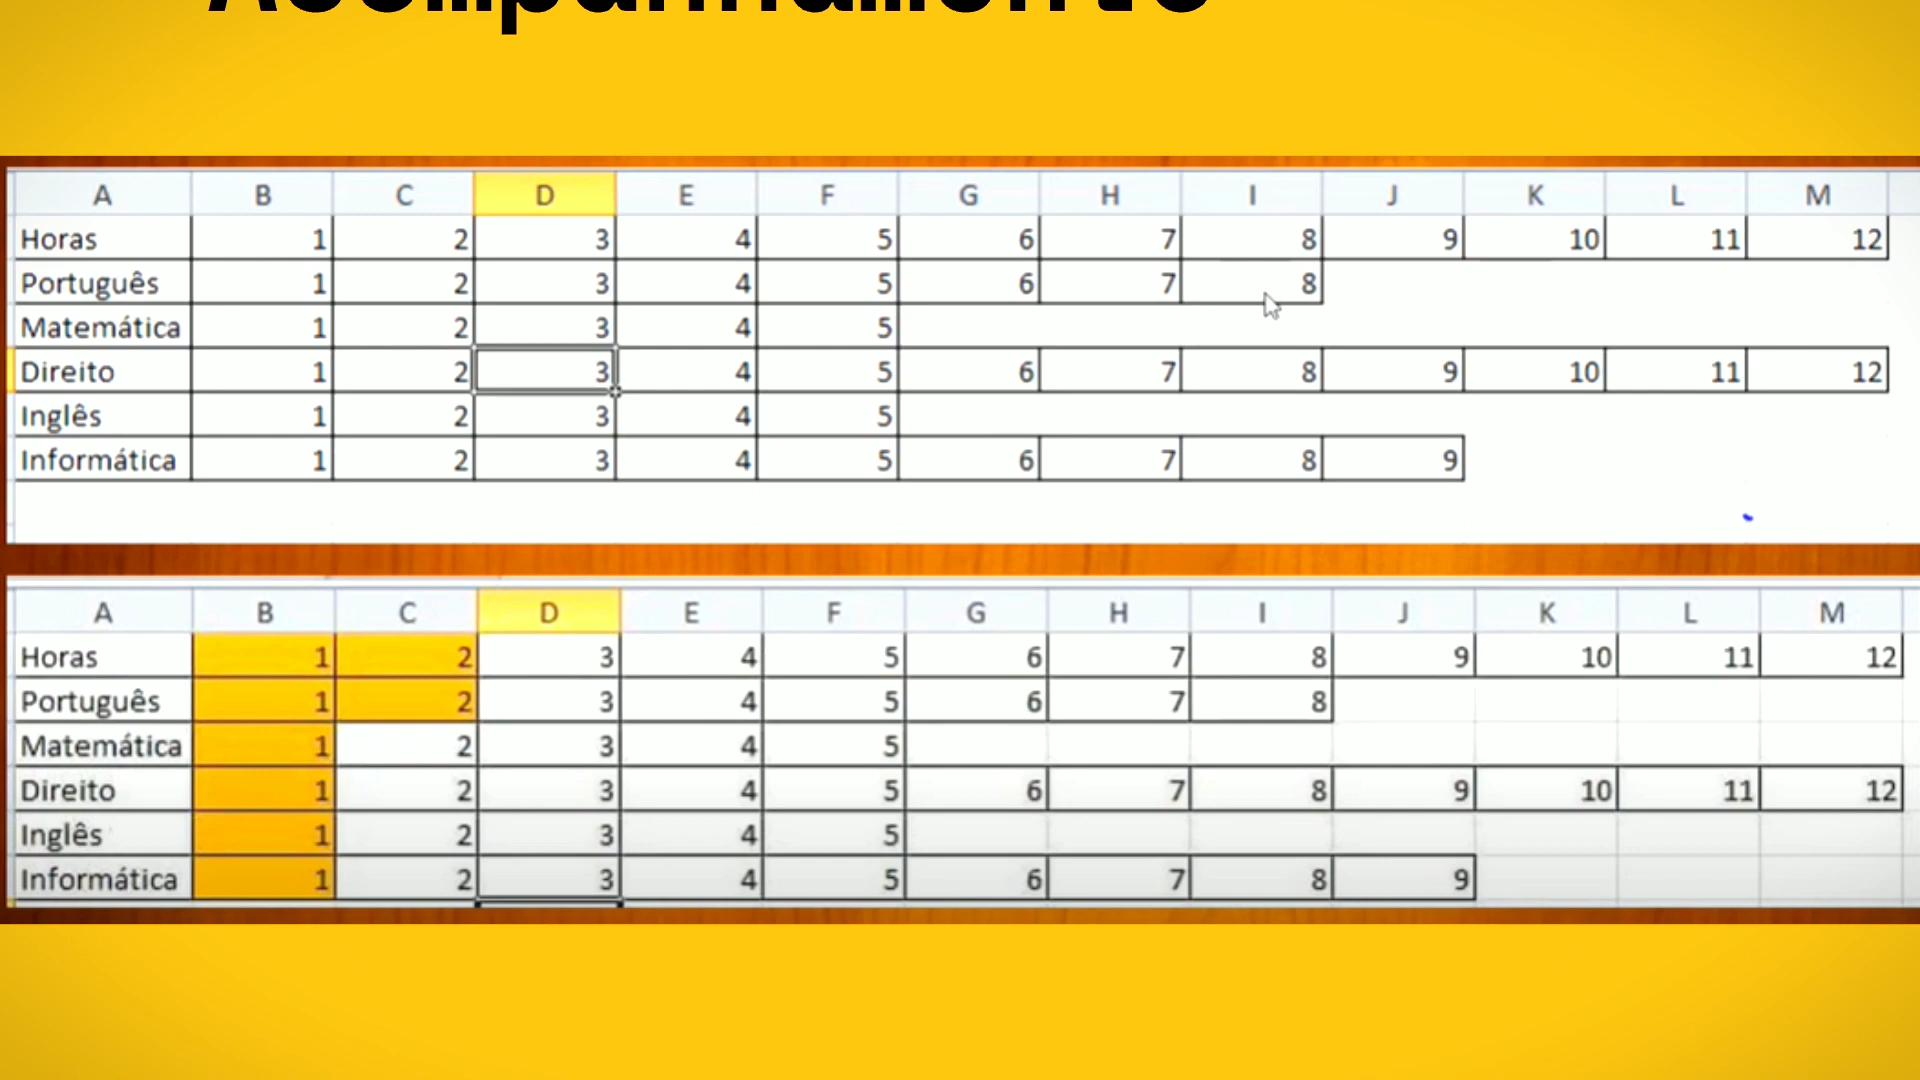 Acompanhamento
A B C D E F G H I J K L M
Horas 1 2 3 4 5 6 7 8 9 10 11 12
Português 1 2 3 4 5 6 7 8
Matemática 1 2 3 4 5
Direito 1 2 3 4 5 6 7 8 9 10 11 12
Inglês 1 2 3 4 5
Informática 1 2 3 4 5 6 7 8 9
A B C D E F G H I J K L M
Horas 1 2 3 4 5 6 7 8 9 10 11 12
Português 1 2 3 4 5 6 7 8
Matemática 1 2 3 4 5
Direito 1 2 3 4 5 6 7 8 9 10 11 12
Inglês 1 2 3 4 5
Informática 1 2 3 4 5 6 7 8 9